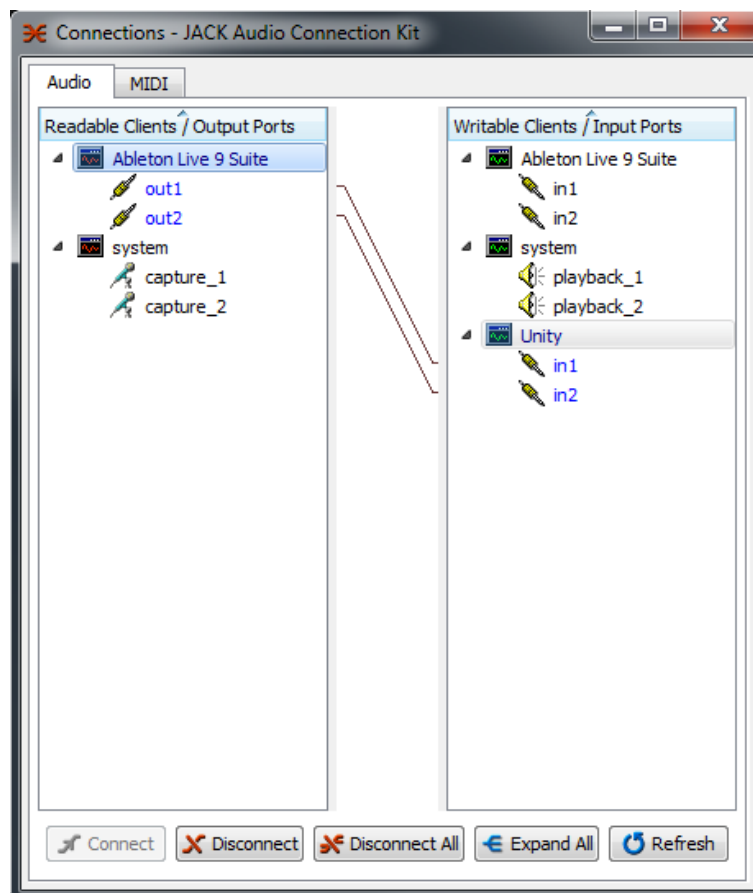 Connections - JACK Audio Connection Kit
Audio
MIDI
Readable Clients / Output Ports
Ableton Live 9 Suite
out1
out2
system
capture_1
capture_2
Writable Clients / Input Ports
Ableton Live 9 Suite
in1
in2
system
playback_1
playback_2
Unity
in1
in2
Connect
Disconnect
Disconnect All
Expand All
Refresh